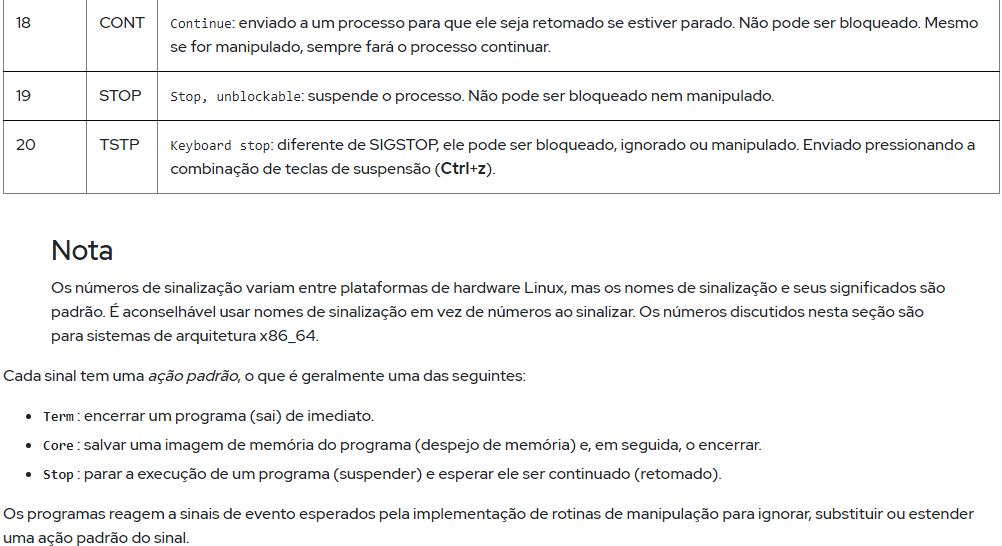 18 CONT Continue: enviado a um processo para que ele seja retomado se estiver parado. Não pode ser bloqueado. Mesmo
se for manipulado, sempre fará o processo continuar.
19 STOP Stop, unblockable: suspende o processo. Não pode ser bloqueado nem manipulado.
20 TSTP Keyboard stop: diferente de SIGSTOP, ele pode ser bloqueado, ignorado ou manipulado. Enviado pressionando a
combinação de teclas de suspensão (Ctrl+z).
Nota
Os números de sinalização variam entre plataformas de hardware Linux, mas os nomes de sinalização e seus significados são
padrão. É aconselhável usar nomes de sinalização em vez de números ao sinalizar. Os números discutidos nesta seção são
para sistemas de arquitetura x86_64.
Cada sinal tem uma ação padrão, o que é geralmente uma das seguintes:
• Term : encerrar um programa (sai) de imediato.
• Core : salvar uma imagem de memória do programa (despejo de memória) e, em seguida, o encerrar.
• Stop : parar a execução de um programa (suspender) e esperar ele ser continuado (retomado).
Os programas reagem a sinais de evento esperados pela implementação de rotinas de manipulação para ignorar, substituir ou estender
uma ação padrão do sinal.